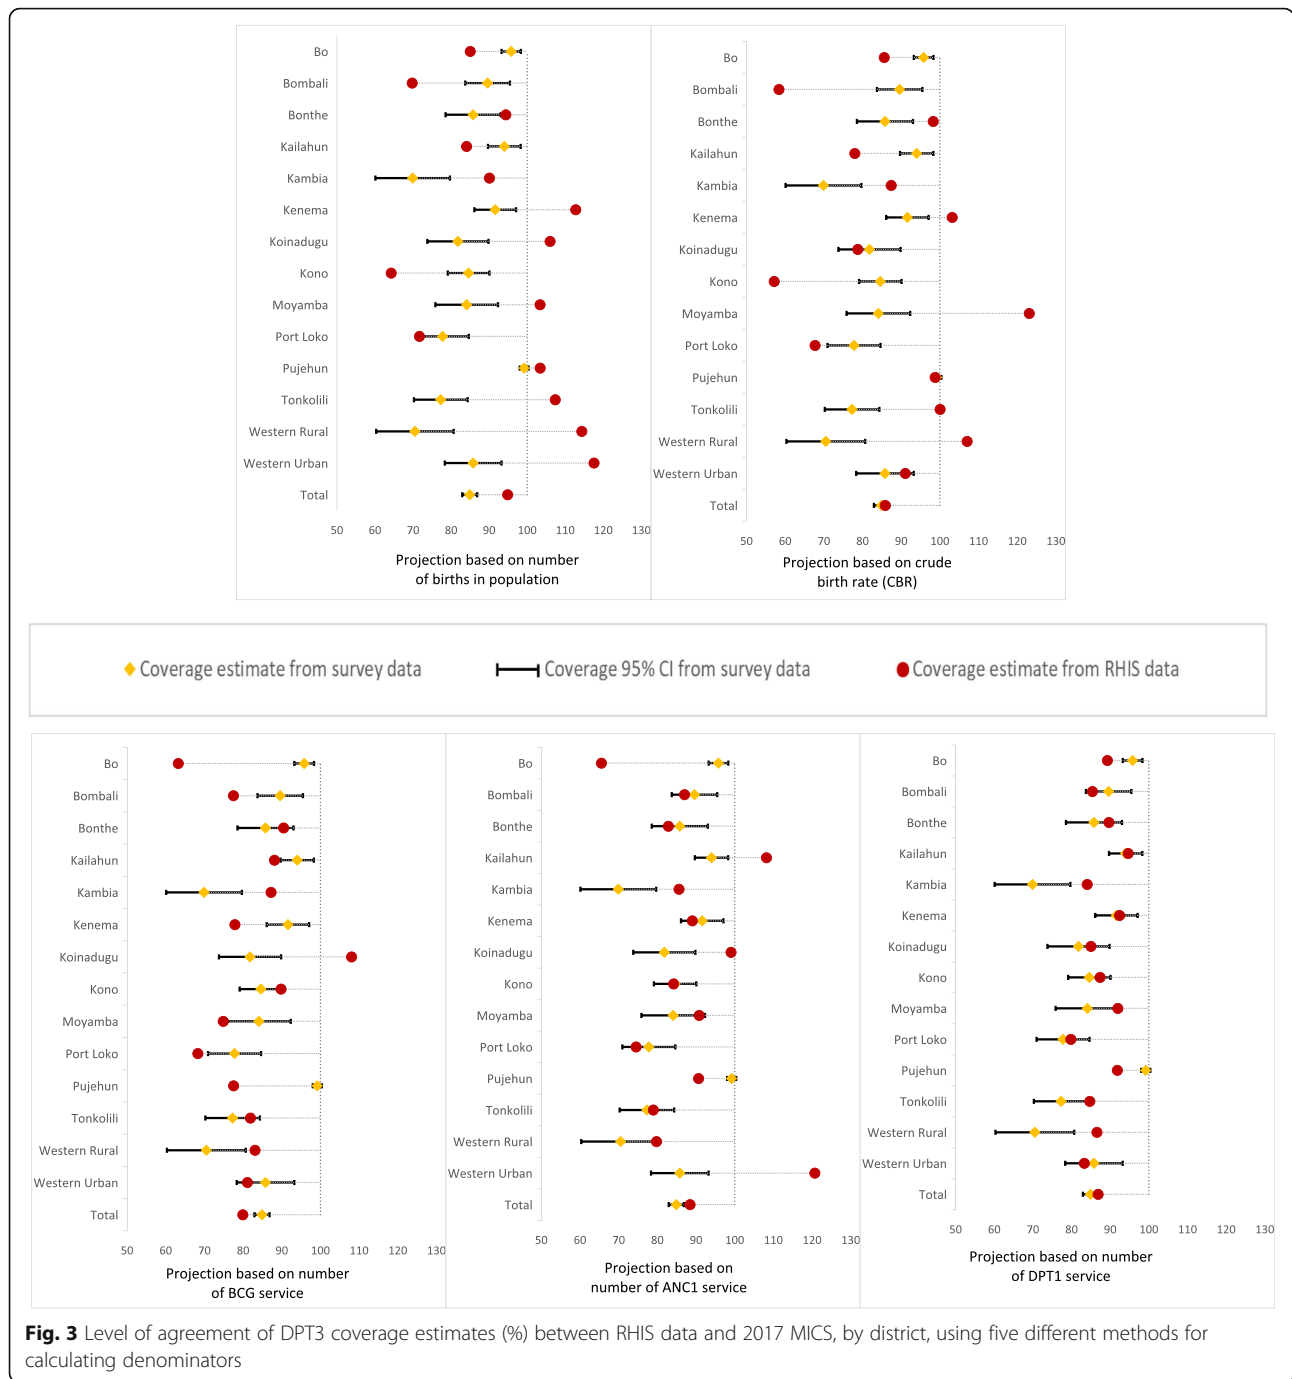 Bo
Bombali
Bonthe
Kailahun
Kambia
Kenema
Koinadugu
Kono
Moyamba
Port Loko
Pujehun
Tonkolili
Western Rural
Western Urban
Total
50 60 70 80 90 100 110 120 130
Projection based on number
of births in population
Bo
Bombali
Bonthe
Kailahun
Kambia
Kenema
Koinadugu
Kono
Moyamba
Port Loko
Pujehun
Tonkolili
Western Rural
Western Urban
Total
50 60 70 80 90 100 110 120 130
Projection based on crude
birth rate (CBR)
Coverage estimate from survey data
Coverage 95% CI from survey data
Coverage estimate from RHIS data
Bo
Bombali
Bonthe
Kailahun
Kambia
Kenema
Koinadugu
Kono
Moyamba
Port Loko
Pujehun
Tonkolili
Western Rural
Western Urban
Total
50 60 70 80 90 100 110 120 130
Projection based on number
of BCG service
Bo
Bombali
Bonthe
Kailahun
Kambia
Kenema
Koinadugu
Kono
Moyamba
Port Loko
Pujehun
Tonkolili
Western Rural
Western Urban
Total
50 60 70 80 90 100 110 120 130
Projection based on
number of ANC1 service
Bo
Bombali
Bonthe
Kailahun
Kambia
Kenema
Koinadugu
Kono
Moyamba
Port Loko
Pujehun
Tonkolili
Western Rural
Western Urban
Total
50 60 70 80 90 100 110 120 130
Projection based on number
of DPT1 service
Fig. 3 Level of agreement of DPT3 coverage estimates (%) between RHIS data and 2017 MICS, by district, using five different methods for
calculating denominators